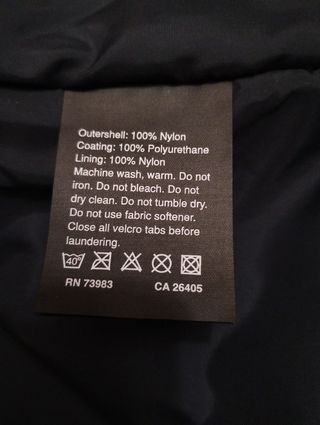 Outershell: 100% Nylon
Coating: 100% Polyurethane
Lining: 100% Nylon
Machine wash, warm. Do not
iron. Do not bleach. Do not
dry clean. Do not tumble dry.
Do not use fabric softener.
Close all velcro tabs before
laundering.
40°
RN 73983 CA 26405